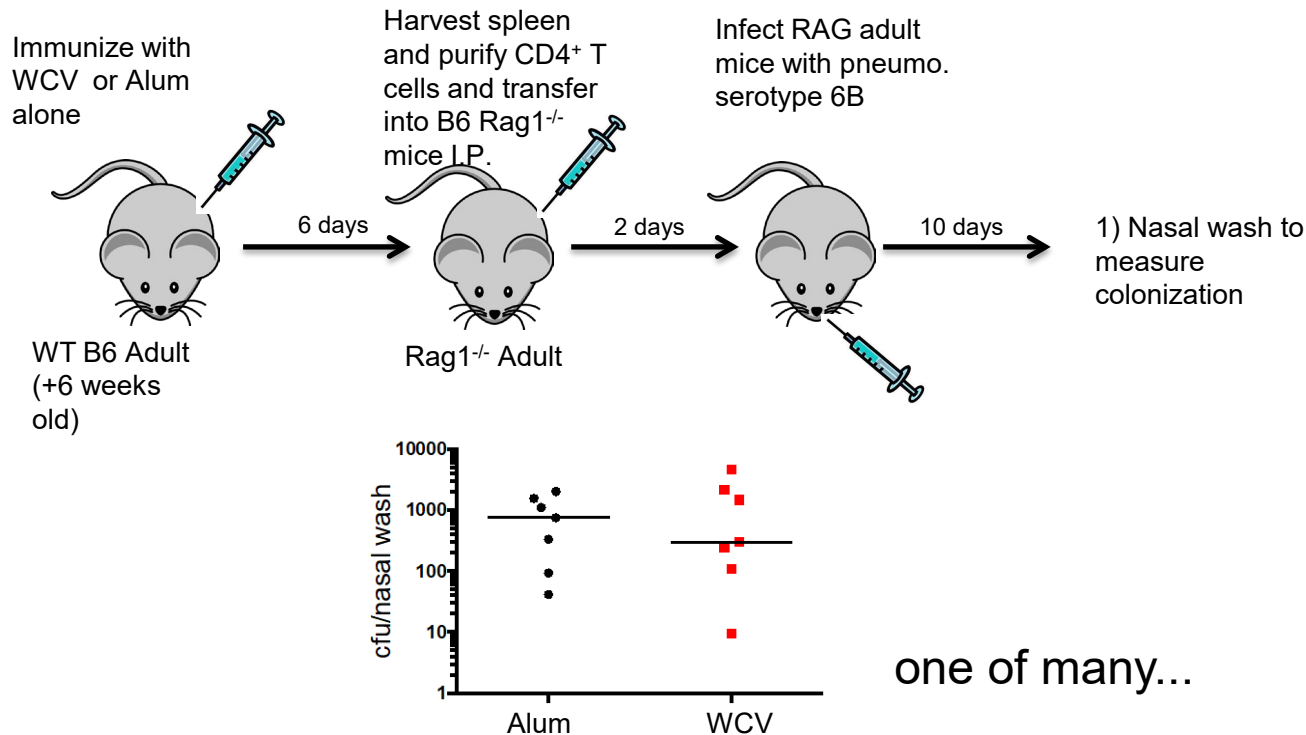 Immunize with
WCV or Alum
alone
Harvest spleen
and purify CD4⁺ T
cells and transfer
into B6 Rag1⁻/⁻
mice I.P.
Infect RAG adult
mice with pneumo.
serotype 6B
6 days
2 days
10 days
1) Nasal wash to
measure
colonization
WT B6 Adult
(+6 weeks
old)
Rag1⁻/⁻ Adult
cfu/nasal wash
10000
1000
100
10
1
Alum
WCV
one of many...